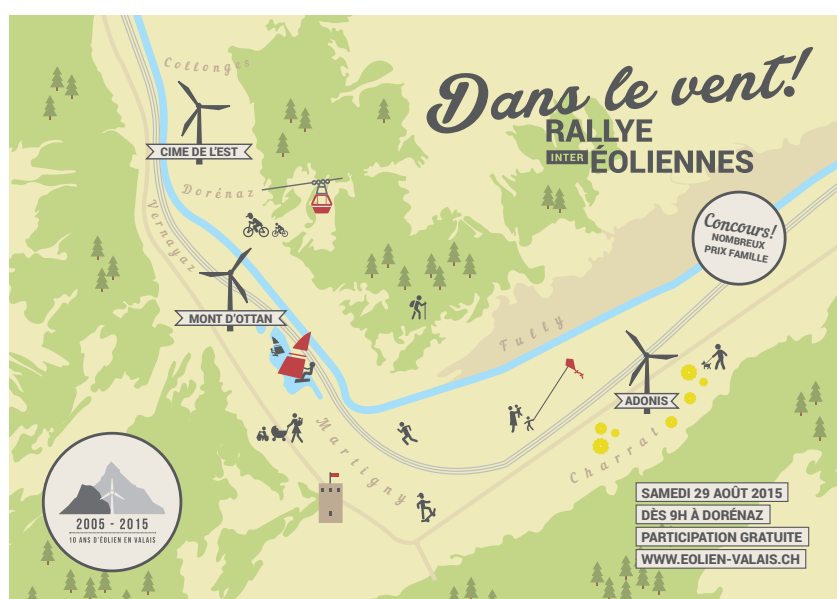 Dans le vent!
RALLYE
INTER ÉOLIENNES
Collonges
CIME DE L'EST
Dorénaz
Vernayaz
Concours!
NOMBREUX
PRIX FAMILLE
MONT D'OTTAN
Fully
ADONIS
Martigny
Charrat
2005 - 2015
10 ANS D'ÉOLIEN EN VALAIS
SAMEDI 29 AOÛT 2015
DÈS 9H À DORÉNAZ
PARTICIPATION GRATUITE
WWW.EOLIEN-VALAIS.CH